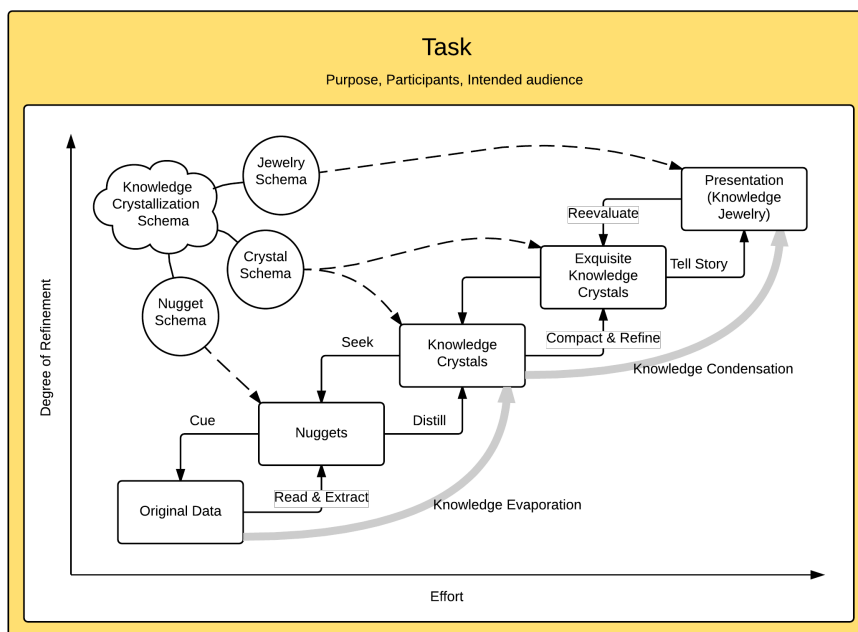 Task
Purpose, Participants, Intended audience
Jewelry
Schema
Knowledge
Crystallization
Schema
Presentation
(Knowledge
Jewelry)
Reevaluate
Crystal
Schema
Exquisite
Knowledge
Crystals
Tell Story
Nugget
Schema
Degree of Refinement
Seek
Knowledge
Crystals
Compact & Refine
Knowledge Condensation
Cue
Nuggets
Distill
Original Data
Read & Extract
Knowledge Evaporation
Effort